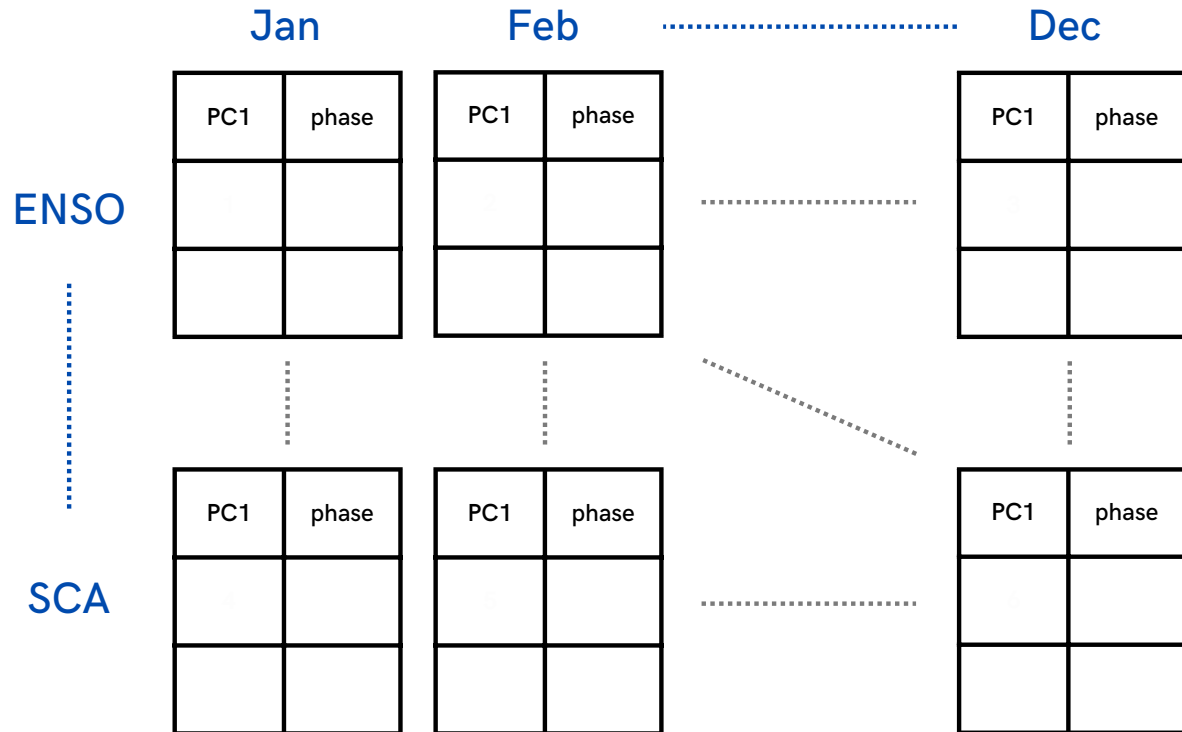 Jan Feb Dec
PC1 phase PC1 phase PC1 phase
ENSO
PC1 phase PC1 phase PC1 phase
SCA